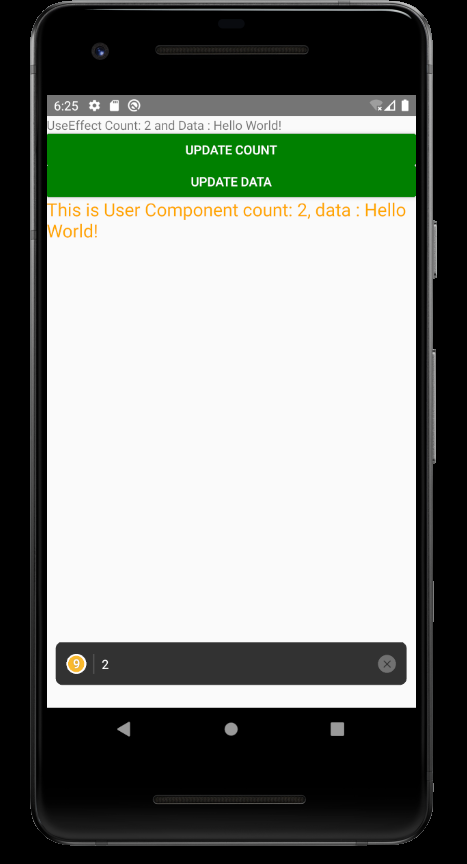 6:25
UseEffect Count: 2 and Data : Hello World!
UPDATE COUNT
UPDATE DATA
This is User Component count: 2, data : Hello
World!
9 2